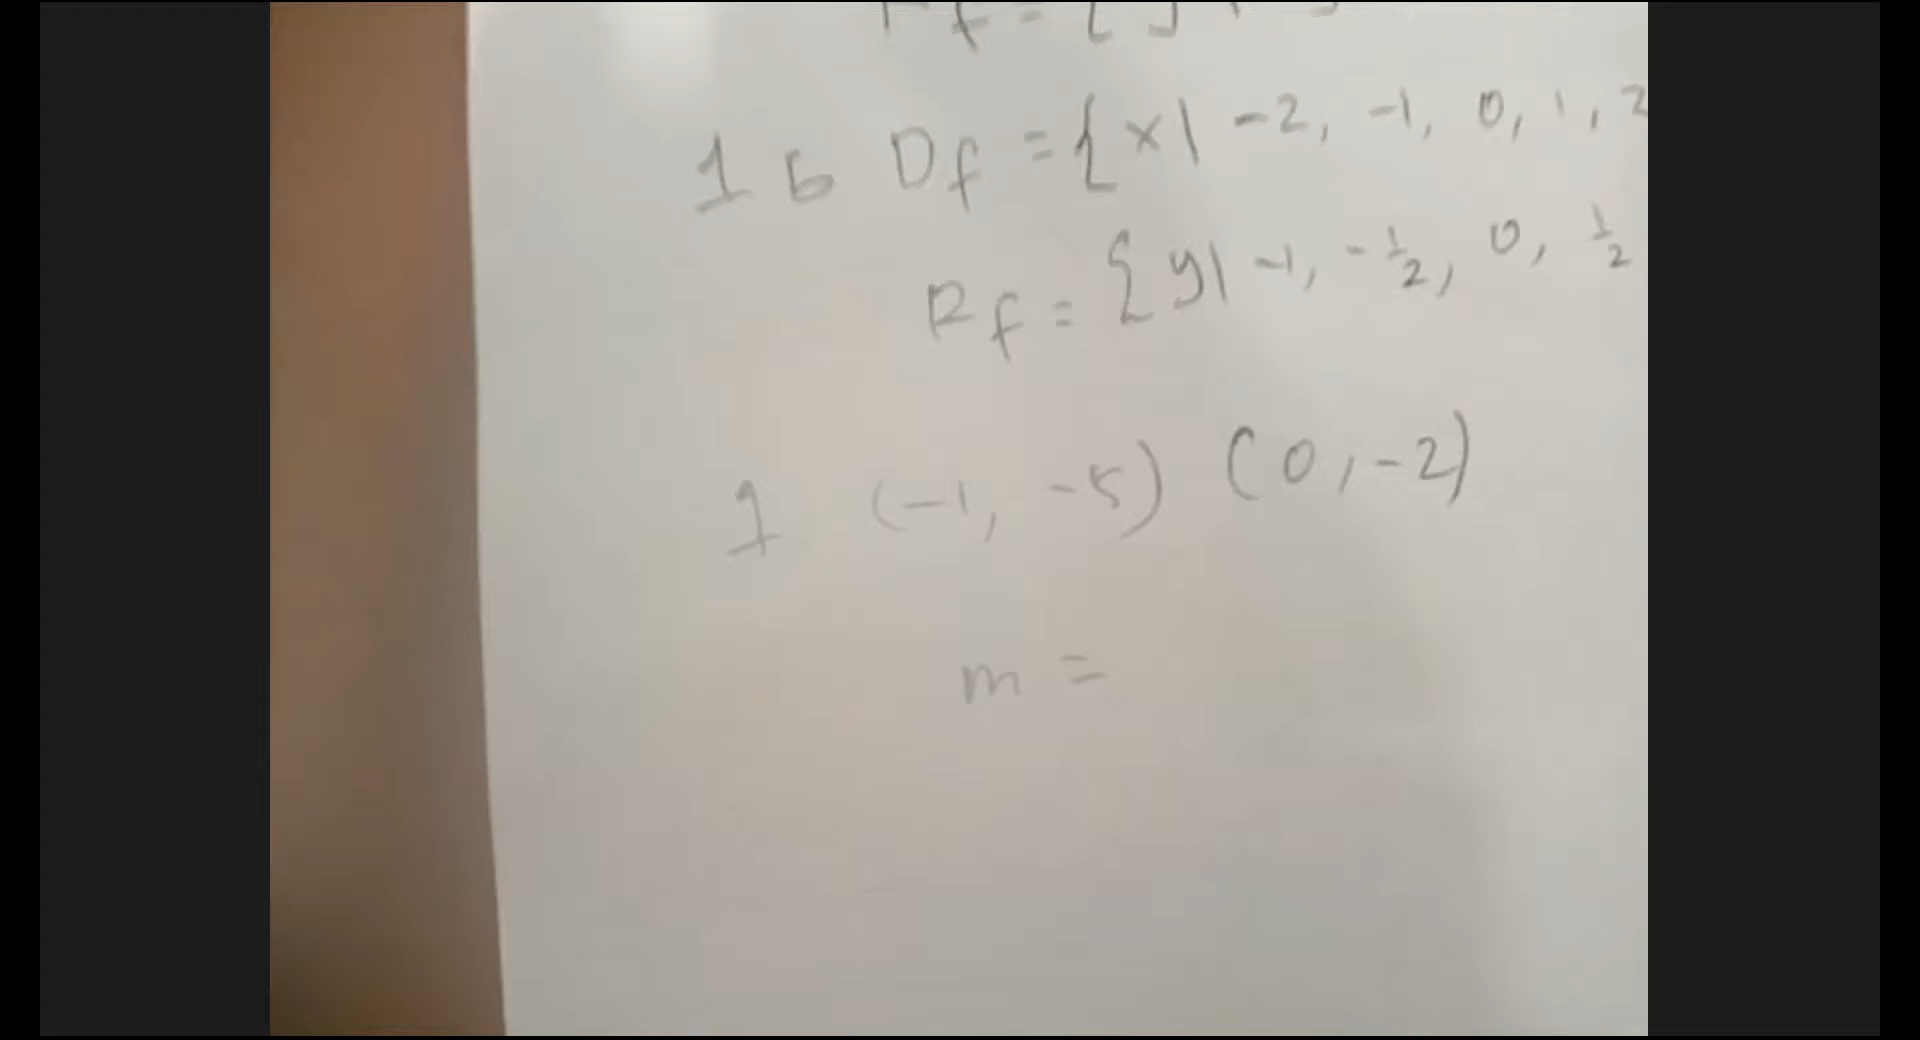 1 b Df = {x| -2, -1, 0, 1, 2
Rf = {y| -1, -1/2, 0, 1/2
1 (-1, -5) (0, -2)
m =